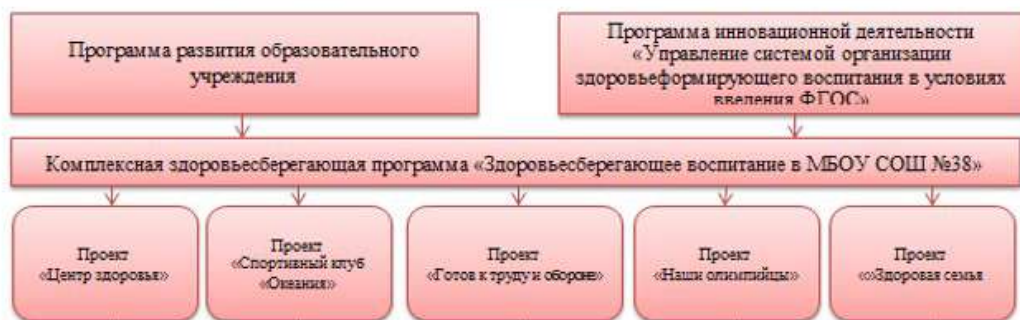 Программа развития образовательного
учреждения
Программа инновационной деятельности
«Управление системой организации
здоровьеформирующего воспитания в условиях
введения ФГОС»
Комплексная здоровьесберегающая программа «Здоровьесберегающее воспитание в МБОУ СОШ №38»
Проект
«Центр здоровья»
Проект
«Спортивный клуб
«Океания»
Проект
«Готов к труду и обороне»
Проект
«Наши олимпийцы»
Проект
«»Здоровая семья